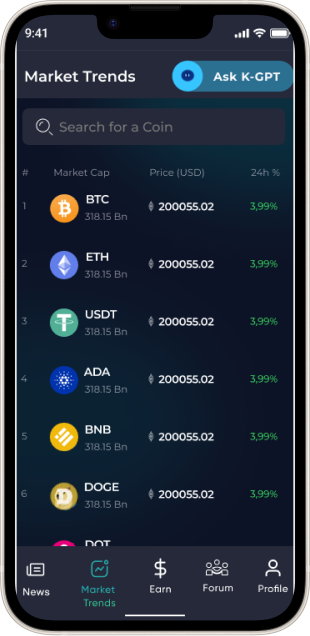 9:41
Market Trends
Ask K-GPT
Search for a Coin
# Market Cap Price (USD) 24h %
1 BTC 200055.02 3,99%
318.15 Bn
2 ETH 200055.02 3,99%
318.15 Bn
3 USDT 200055.02 3,99%
318.15 Bn
4 ADA 200055.02 3,99%
318.15 Bn
5 BNB 200055.02 3,99%
318.15 Bn
6 DOGE 200055.02 3,99%
318.15 Bn
DOT
News Market Trends Earn Forum Profile